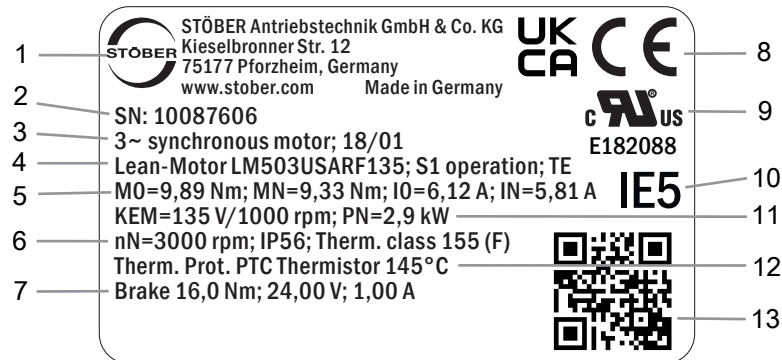 STÖBER
STÖBER Antriebstechnik GmbH & Co. KG
Kieselbronner Str. 12
75177 Pforzheim, Germany
www.stober.com Made in Germany
UK
CA
CE
1
2
3
4
5
6
7
SN: 10087606
3~ synchronous motor; 18/01
Lean-Motor LM503USARF135; S1 operation; TE
M0=9,89 Nm; MN=9,33 Nm; I0=6,12 A; IN=5,81 A
KEM=135 V/1000 rpm; PN=2,9 kW
nN=3000 rpm; IP56; Therm. class 155 (F)
Therm. Prot. PTC Thermistor 145°C
Brake 16,0 Nm; 24,00 V; 1,00 A
c RU® US
E182088
IE5
8
9
10
11
12
13